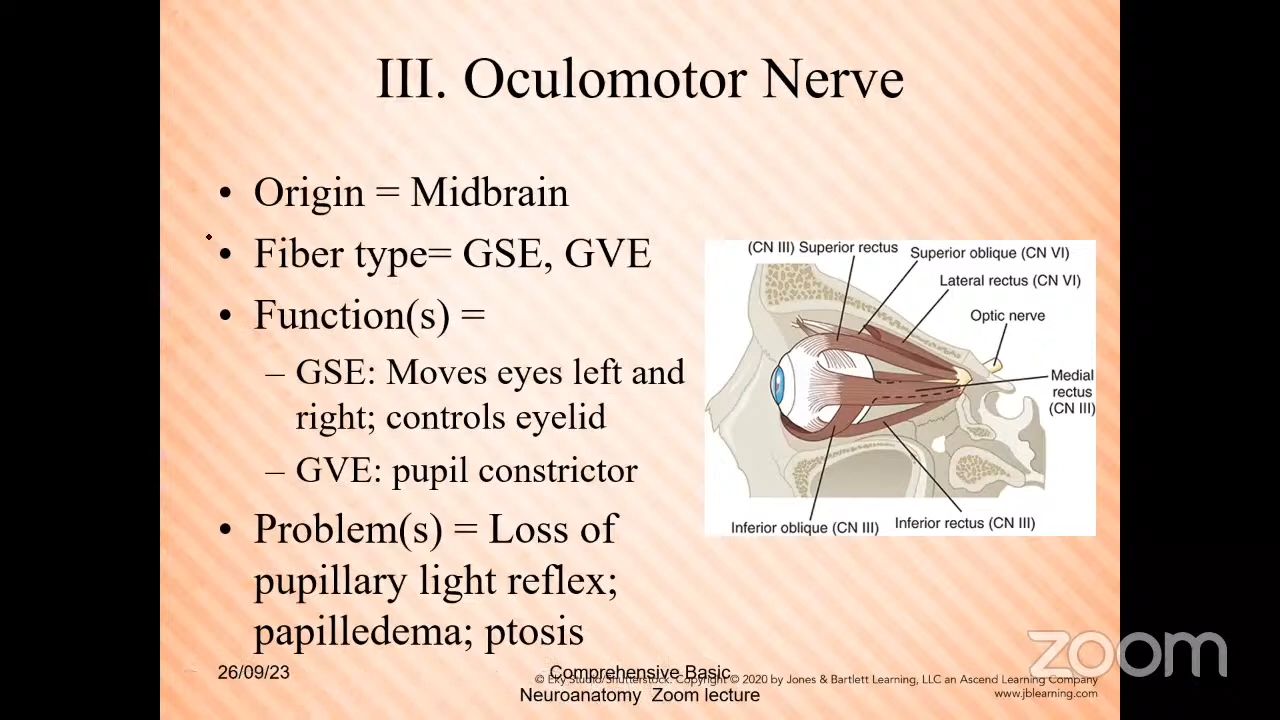 III. Oculomotor Nerve
• Origin = Midbrain
• Fiber type= GSE, GVE
• Function(s) =
– GSE: Moves eyes left and
right; controls eyelid
– GVE: pupil constrictor
• Problem(s) = Loss of
pupillary light reflex;
papilledema; ptosis
(CN III) Superior rectus
Superior oblique (CN VI)
Lateral rectus (CN VI)
Optic nerve
Medial
rectus
(CN III)
Inferior oblique (CN III)
Inferior rectus (CN III)
zoom
26/09/23
Comprehensive Basic
Neuroanatomy Zoom lecture
© Eky Studio/Shutterstock. Copyright © 2020 by Jones & Bartlett Learning, LLC an Ascend Learning Company
www.jblearning.com